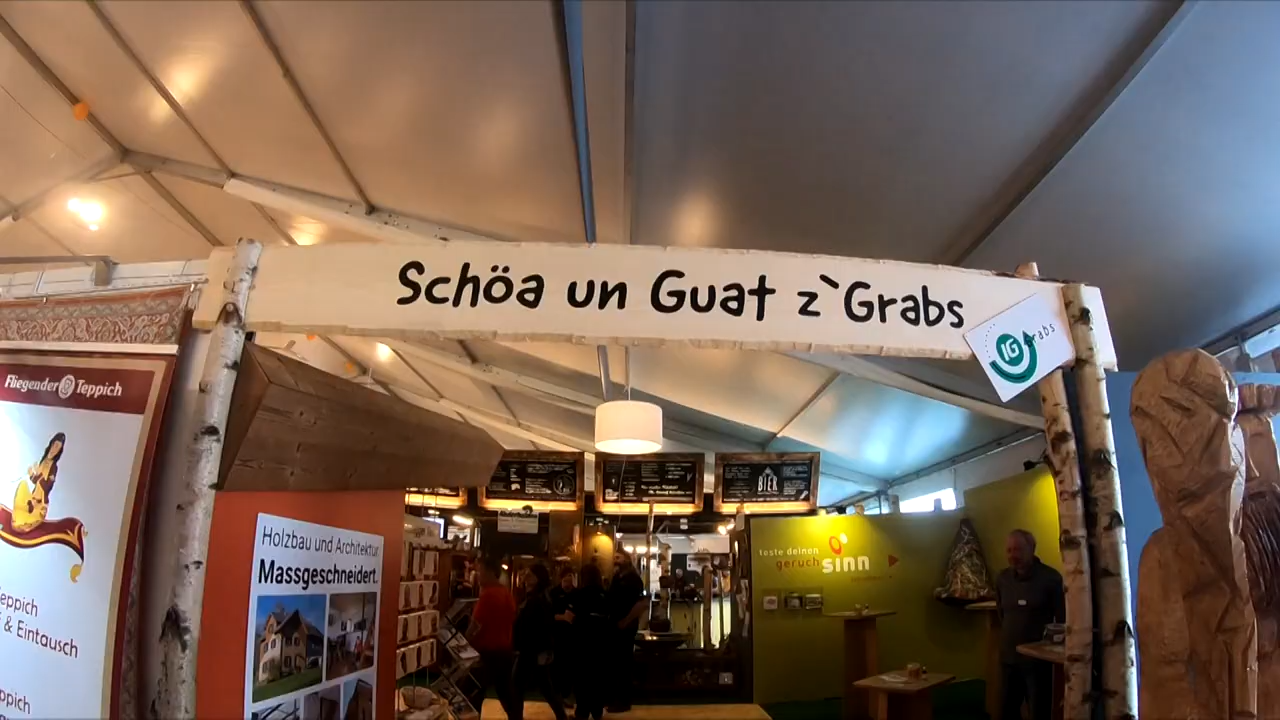 Schöa un Guat z`Grabs
IG Grabs
Fliegender Teppich
Holzbau und Architektur
Massgeschneidert.
BIER
teste deinen
geruch sinn
eppich
& Eintausch
ppich